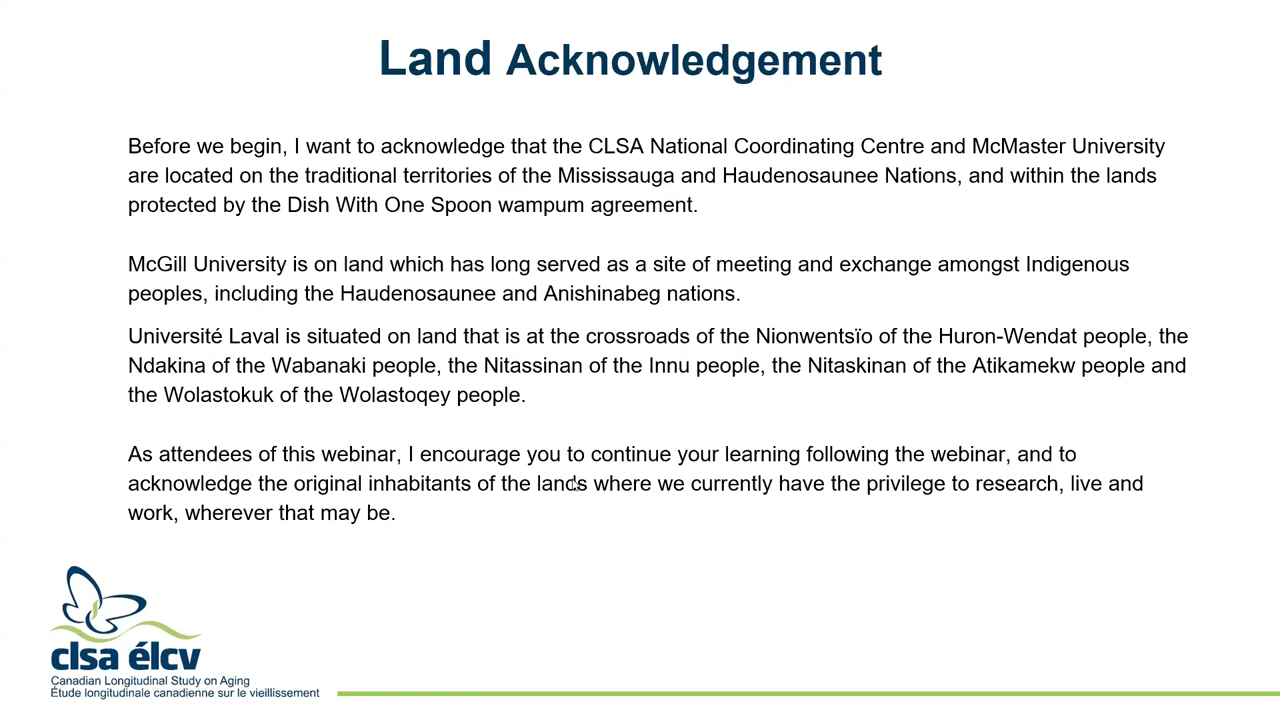 Land Acknowledgement
Before we begin, I want to acknowledge that the CLSA National Coordinating Centre and McMaster University
are located on the traditional territories of the Mississauga and Haudenosaunee Nations, and within the lands
protected by the Dish With One Spoon wampum agreement.
McGill University is on land which has long served as a site of meeting and exchange amongst Indigenous
peoples, including the Haudenosaunee and Anishinabeg nations.
Université Laval is situated on land that is at the crossroads of the Nionwentsïo of the Huron-Wendat people, the
Ndakina of the Wabanaki people, the Nitassinan of the Innu people, the Nitaskinan of the Atikamekw people and
the Wolastokuk of the Wolastoqey people.
As attendees of this webinar, I encourage you to continue your learning following the webinar, and to
acknowledge the original inhabitants of the lands where we currently have the privilege to research, live and
work, wherever that may be.
clsa élcv
Canadian Longitudinal Study on Aging
Étude longitudinale canadienne sur le vieillissement